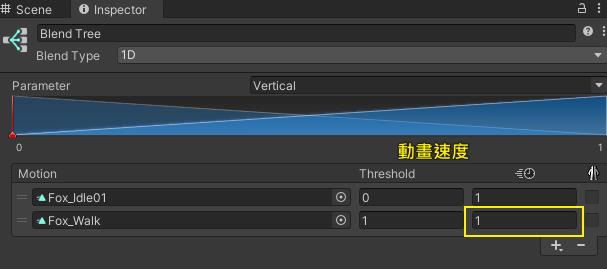 Scene Inspector
Blend Tree
Blend Type 1D
Parameter Vertical
0 1
動畫速度
Motion Threshold
Fox_Idle01 0 1
Fox_Walk 1 1